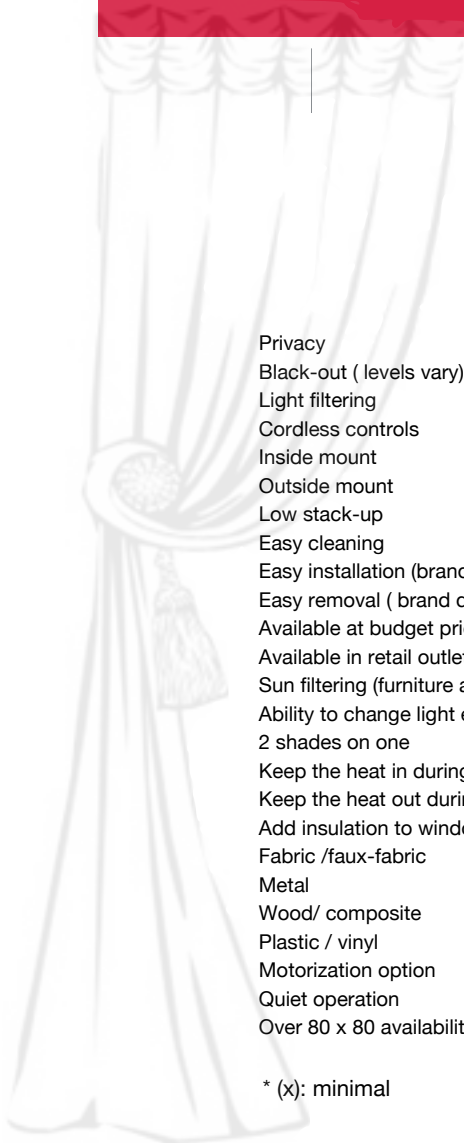 Privacy
Black-out ( levels vary)
Light filtering
Cordless controls
Inside mount
Outside mount
Low stack-up
Easy cleaning
Easy installation (brand
Easy removal ( brand
Available at budget
Available in retail
Sun filtering (furniture
Ability to change light
2 shades on one
Keep the heat in during
Keep the heat out
Add insulation to
Fabric /faux-fabric
Metal
Wood/ composite
Plastic / vinyl
Motorization option
Quiet operation
Over 80 x 80
* (x): minimal